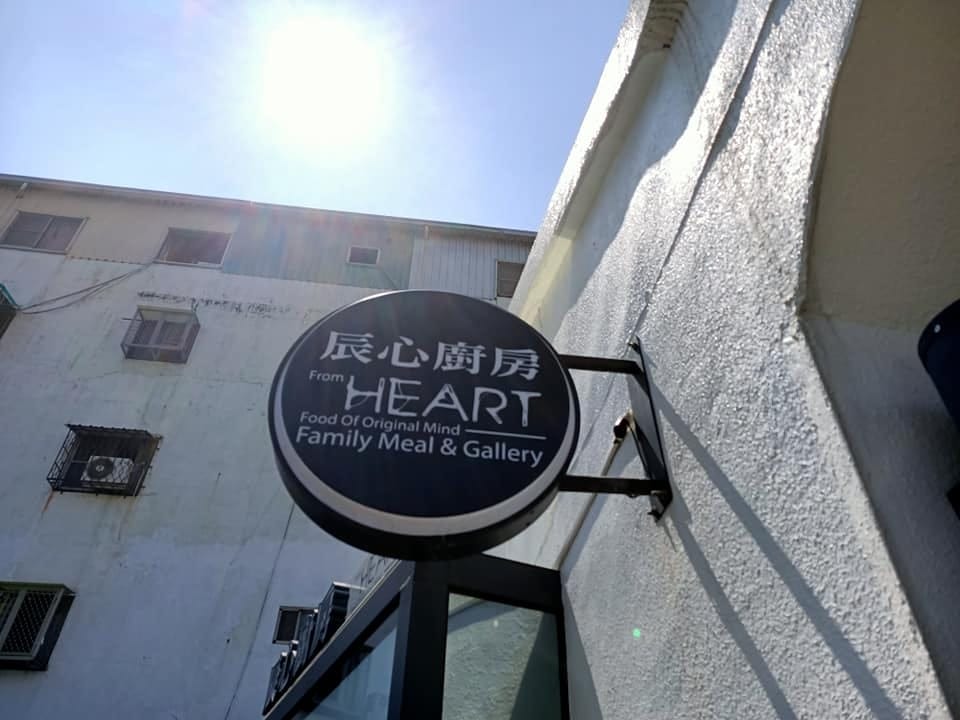 辰心廚房
From HEART
Food Of Original Mind
Family Meal & Gallery